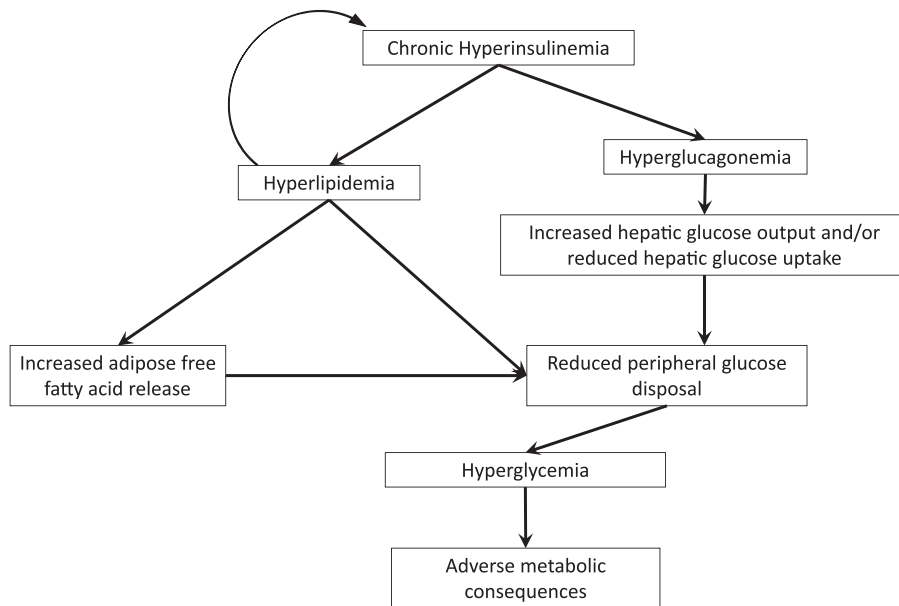 Chronic Hyperinsulinemia
Hyperglucagonemia
Hyperlipidemia
Increased hepatic glucose output and/or
reduced hepatic glucose uptake
Increased adipose free
fatty acid release
Reduced peripheral glucose
disposal
Hyperglycemia
Adverse metabolic
consequences